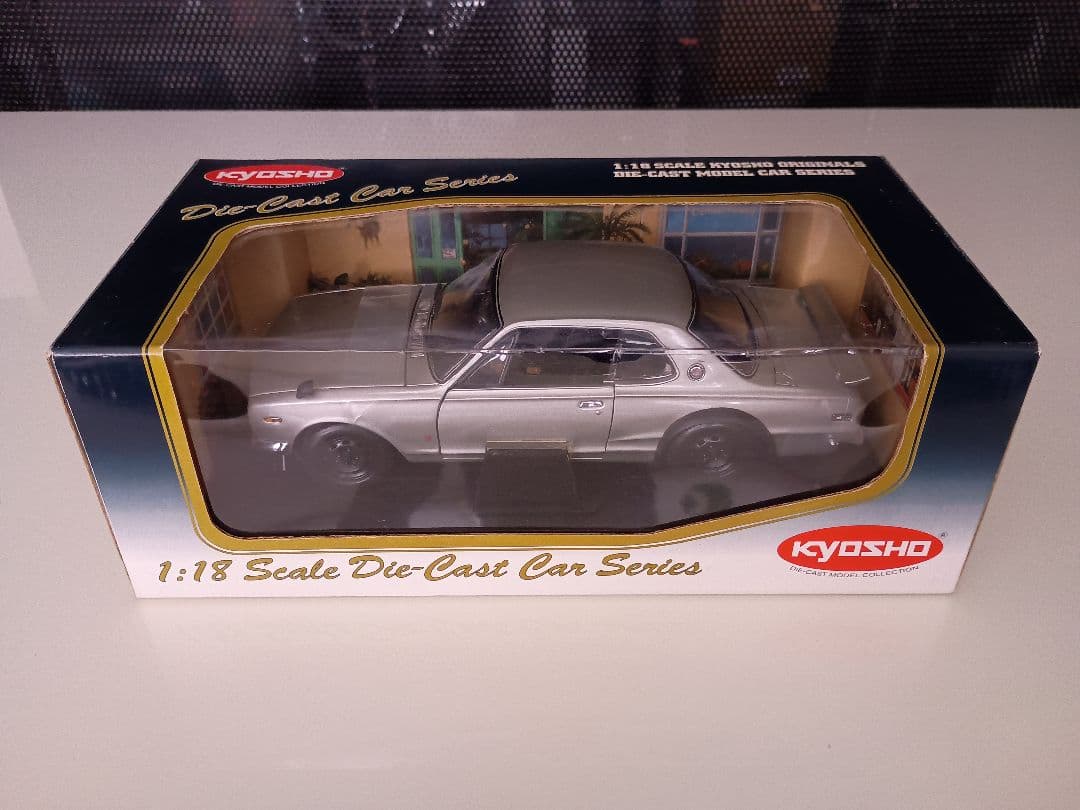 KYOSHO
DIE-CAST MODEL COLLECTION
Die-Cast Car Series
1:18 SCALE KYOSHO ORIGINALS
DIE-CAST MODEL CAR SERIES
1:18 Scale Die-Cast Car Series
KYOSHO®
DIE-CAST MODEL COLLECTION